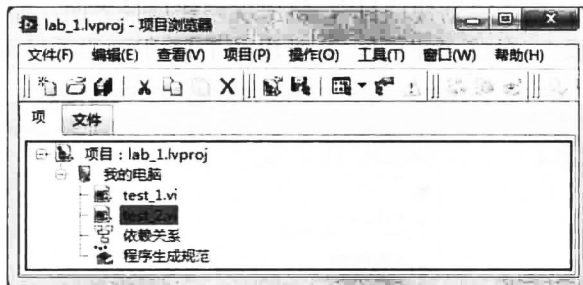 lab_1.lvproj - 项目浏览器
文件(F) 编辑(E) 查看(V) 项目(P) 操作(O) 工具(T) 窗口(W) 帮助(H)
项 文件
项目：lab_1.lvproj
我的电脑
test_1.vi
test_2.vi
依赖关系
程序生成规范